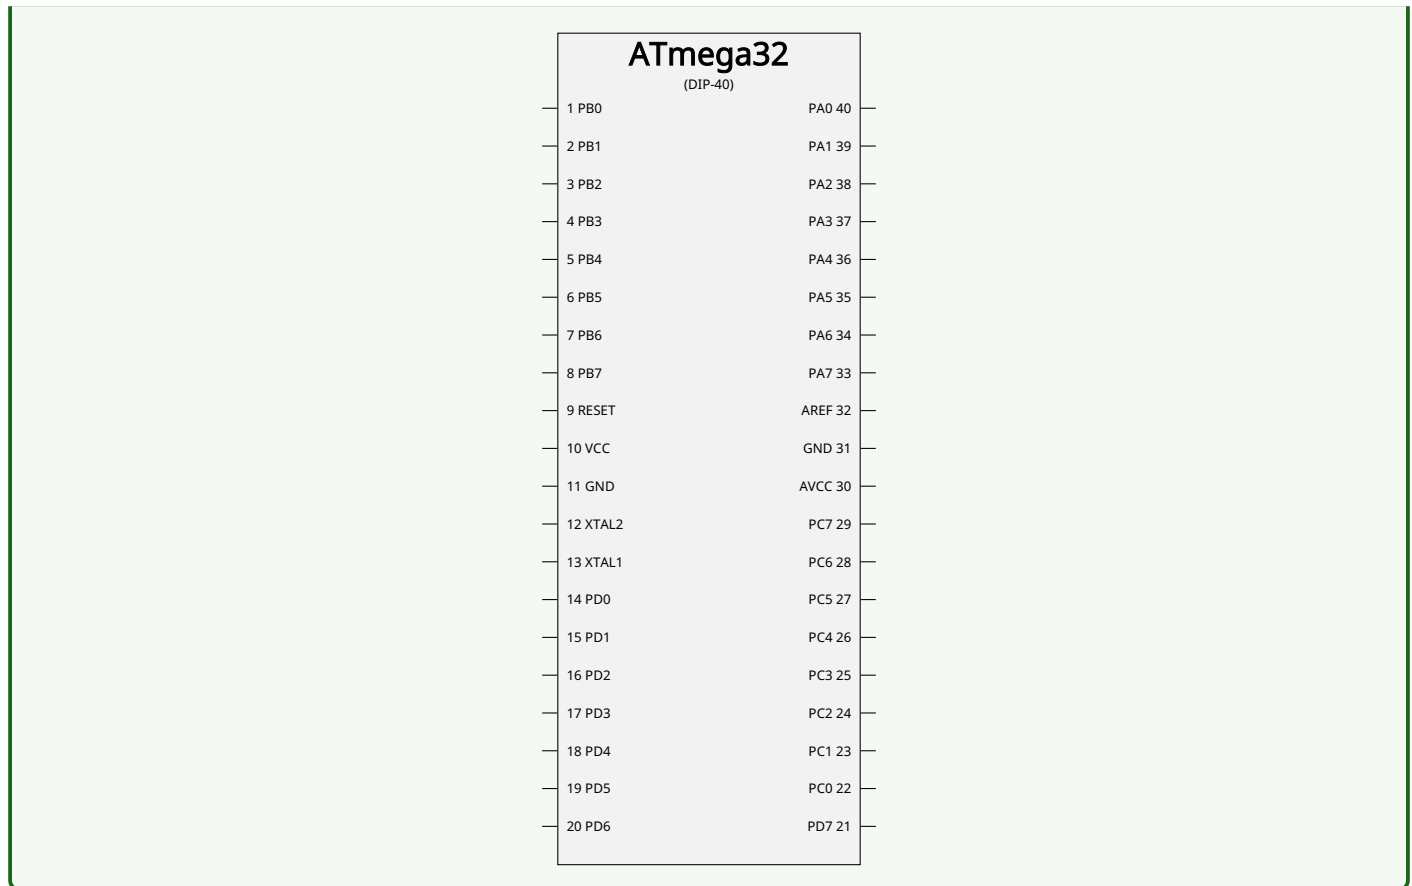 ATmega32
(DIP-40)
1 PB0 PA0 40
2 PB1 PA1 39
3 PB2 PA2 38
4 PB3 PA3 37
5 PB4 PA4 36
6 PB5 PA5 35
7 PB6 PA6 34
8 PB7 PA7 33
9 RESET AREF 32
10 VCC GND 31
11 GND AVCC 30
12 XTAL2 PC7 29
13 XTAL1 PC6 28
14 PD0 PC5 27
15 PD1 PC4 26
16 PD2 PC3 25
17 PD3 PC2 24
18 PD4 PC1 23
19 PD5 PC0 22
20 PD6 PD7 21